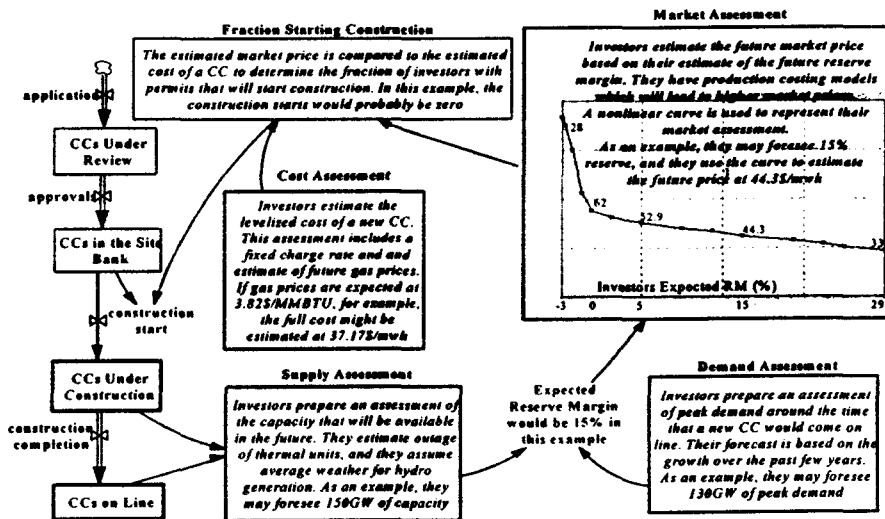 Fraction Starting Construction
The estimated market price is compared to the estimated
cost of a CC to determine the fraction of investors with
permits that will start construction. In this example, the
construction starts would probably be zero
Market Assessment
Investors estimate the future market price
based on their estimate of the future reserve
margin. They have production costing models
which will lead to higher market
A nonlinear curve is used to represent their
market assessment.
As an example, they may foresee 15%
reserve, and they use the curve to estimate
the future price at 44.3$/mwh
28
62
52.9
44.3
33
Investors Expected RM (%)
-3 0 5 15 29
application
CCs Under
Review
approvals
CCs in the Site
Bank
construction
start
CCs Under
Construction
construction
completion
CCs on Line
Cost Assessment
Investors estimate the
levelized cost of a new CC.
This assessment includes a
fixed charge rate and and
estimate of future gas prices.
If gas prices are expected at
3.82$/MMBTU, for example,
the full cost might be
estimated at 37.17$/mwh
Supply Assessment
Investors prepare an assessment of
the capacity that will be available
in the future. They estimate outage
of thermal units, and they assume
average weather for hydro
generation. As an example, they
may foresee 150GW of capacity
Expected
Reserve Margin
would be 15% in
this example
Demand Assessment
Investors prepare an assessment
of peak demand around the time
that a new CC would come on
line. Their forecast is based on the
growth over the past few years.
As an example, they may foresee
130GW of peak demand